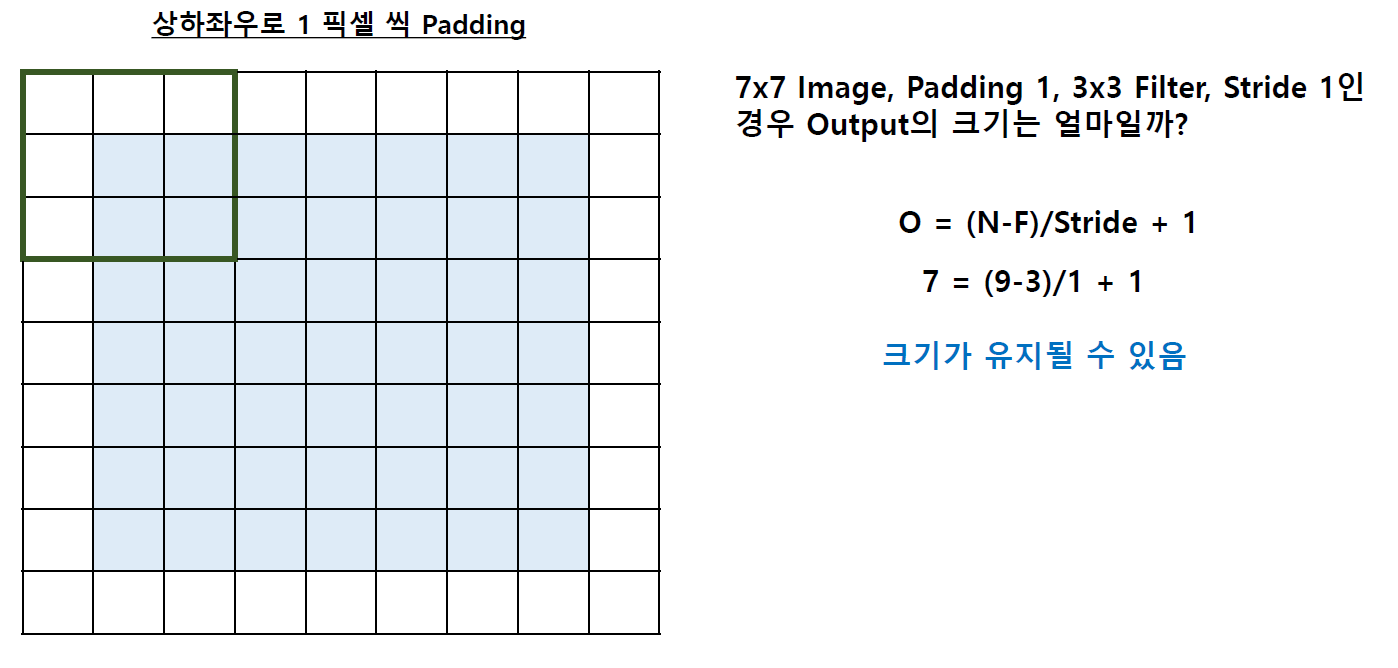 상하좌우로 1 픽셀 씩 Padding
7x7 Image, Padding 1, 3x3 Filter, Stride 1인
경우 Output의 크기는 얼마일까?
O = (N-F)/Stride + 1
7 = (9-3)/1 + 1
크기가 유지될 수 있음